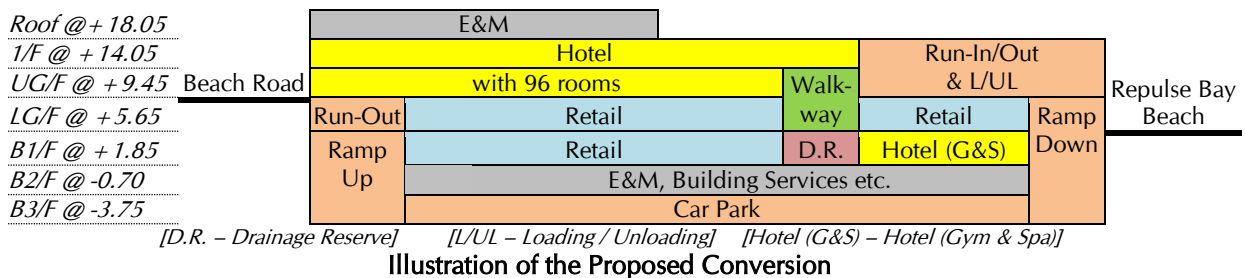 Roof @+ 18.05 E&M
1/F @ + 14.05 Hotel Run-In/Out
UG/F @ +9.45 Beach Road with 96 rooms Walk- & L/UL Repulse Bay
LG/F @ +5.65 Run-Out Retail way Retail Ramp Beach
B1/F @ +1.85 Ramp Retail D.R. Hotel (G&S) Down
B2/F @ -0.70 Up E&M, Building Services etc.
B3/F @ -3.75 Car Park
[D.R. – Drainage Reserve] [L/UL – Loading / Unloading] [Hotel (G&S) – Hotel (Gym & Spa)]
Illustration of the Proposed Conversion